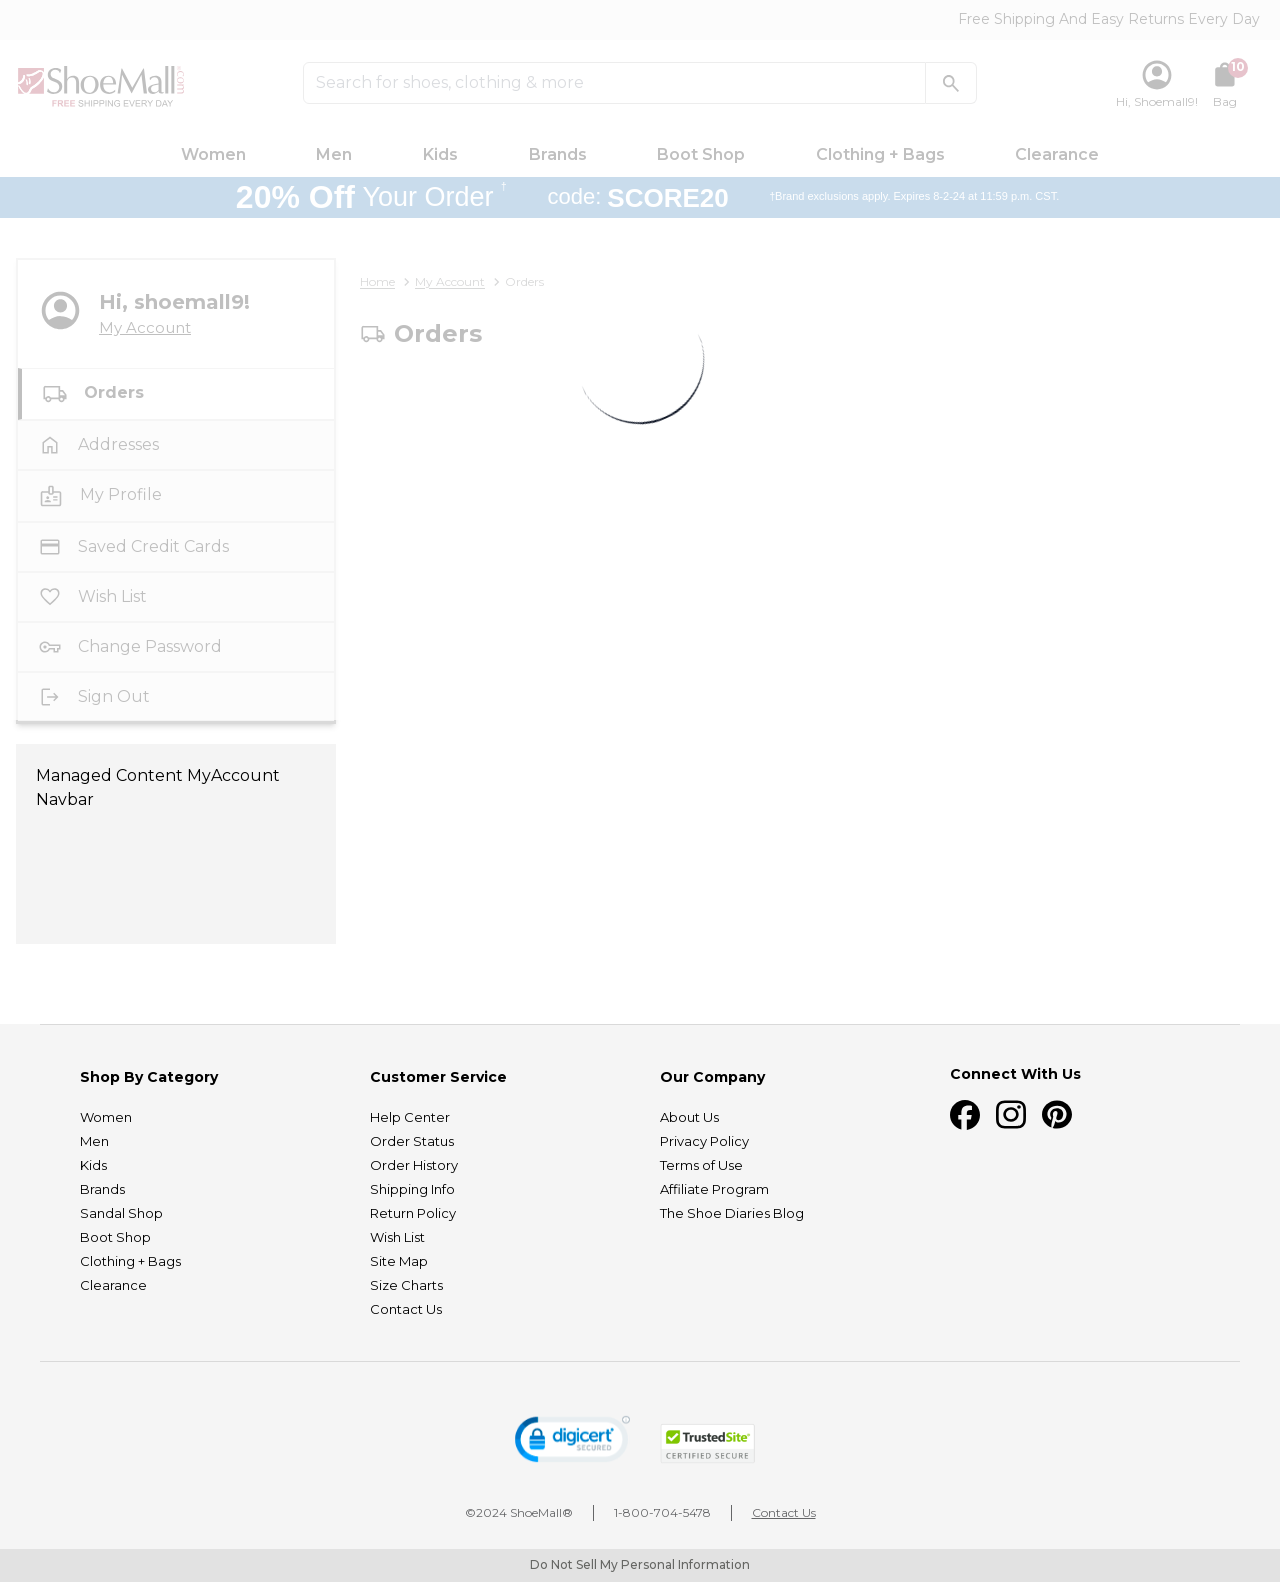 Free Shipping And Easy Returns Every Day
ShoeMall.com
FREE SHIPPING EVERY DAY
Search for shoes, clothing & more
10
Hi, Shoemall9!
Bag
Women
Men
Kids
Brands
Boot Shop
Clothing + Bags
Clearance
20% Off Your Order † code: SCORE20 †Brand exclusions apply. Expires 8-2-24 at 11:59 p.m. CST.
Hi, shoemall9!
My Account
Orders
Addresses
My Profile
Saved Credit Cards
Wish List
Change Password
Sign Out
Managed Content MyAccount
Navbar
Home > My Account > Orders
Orders
Shop By Category
Women
Men
Kids
Brands
Sandal Shop
Boot Shop
Clothing + Bags
Clearance
Customer Service
Help Center
Order Status
Order History
Shipping Info
Return Policy
Wish List
Site Map
Size Charts
Contact Us
Our Company
About Us
Privacy Policy
Terms of Use
Affiliate Program
The Shoe Diaries Blog
Connect With Us
digicert
SECURED
TrustedSite
CERTIFIED SECURE
©2024 ShoeMall®
1-800-704-5478
Contact Us
Do Not Sell My Personal Information